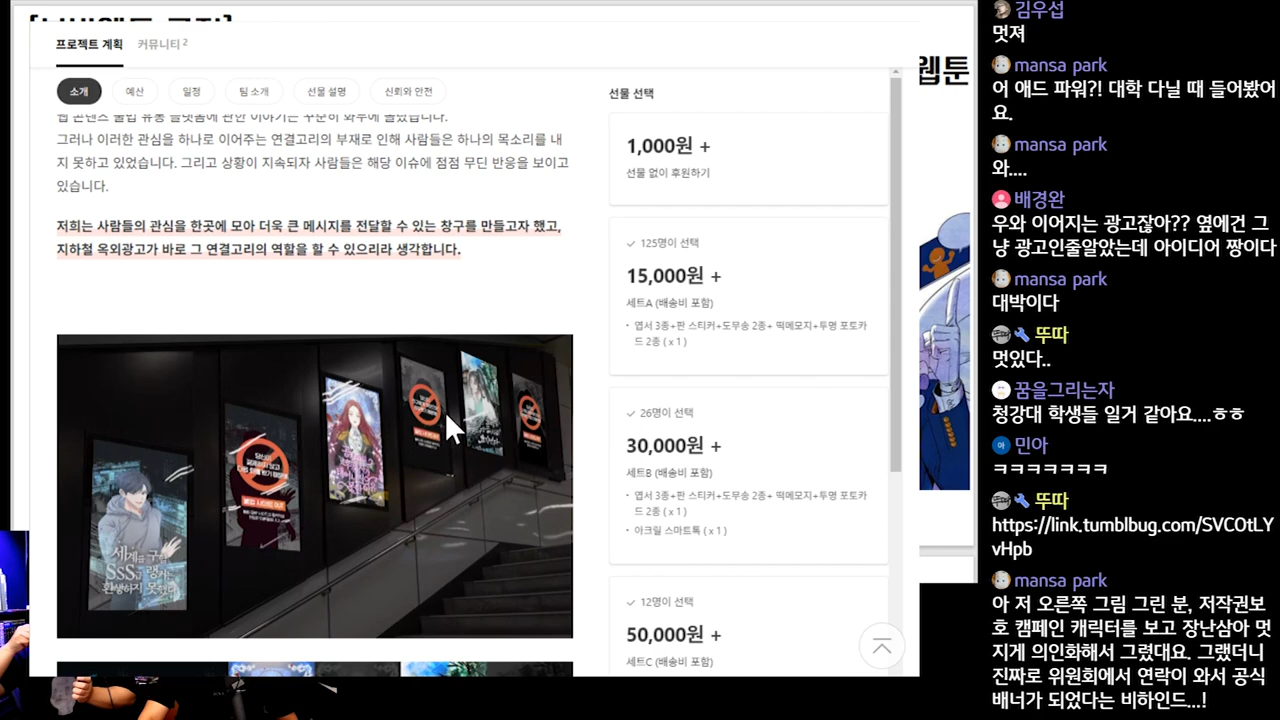 프로젝트 계획 커뮤니티 2
소개 예산 일정 팀 소개 선물 설명 신뢰와 안전
그러나 이러한 관심을 하나로 이어주는 연결고리의 부재로 인해 사람들은 하나의 목소리를 내
지 못하고 있었습니다. 그리고 상황이 지속되자 사람들은 해당 이슈에 점점 무딘 반응을 보이고
있습니다.
저희는 사람들의 관심을 한곳에 모아 더욱 큰 메시지를 전달할 수 있는 창구를 만들고자 했고,
지하철 옥외광고가 바로 그 연결고리의 역할을 할 수 있으리라 생각합니다.
세계를 구한
SSS급 랭커는
환생하지 못했다
선물 선택
1,000원 +
선물 없이 후원하기
125명이 선택
15,000원 +
세트A (배송비 포함)
• 엽서 3종+판 스티커+도무송 2종+ 떡메모지+투명 포토카
드 2종 ( x 1 )
26명이 선택
30,000원 +
세트B (배송비 포함)
• 엽서 3종+판 스티커+도무송 2종+ 떡메모지+투명 포토카
드 2종 ( x 1 )
• 아크릴 스마트톡 ( x 1 )
12명이 선택
50,000원 +
세트C (배송비 포함)
웹툰
김우섭
멋져
mansa park
어 애드 파워?! 대학 다닐 때 들어봤어
요.
mansa park
와....
배경완
우와 이어지는 광고잖아?? 옆에건 그
냥 광고인줄알았는데 아이디어 짱이다
mansa park
대박이다
뚜따
멋있다..
꿈을그리는자
청강대 학생들 일거 같아요....ㅎㅎ
아 민아
ㅋㅋㅋㅋㅋㅋㅋ
뚜따
https://link.tumblbug.com/SVCOtLY
vHpb
mansa park
아 저 오른쪽 그림 그린 분, 저작권보
호 캠페인 캐릭터를 보고 장난삼아 멋
지게 의인화해서 그렸대요. 그랬더니
진짜로 위원회에서 연락이 와서 공식
배너가 되었다는 비하인드...!